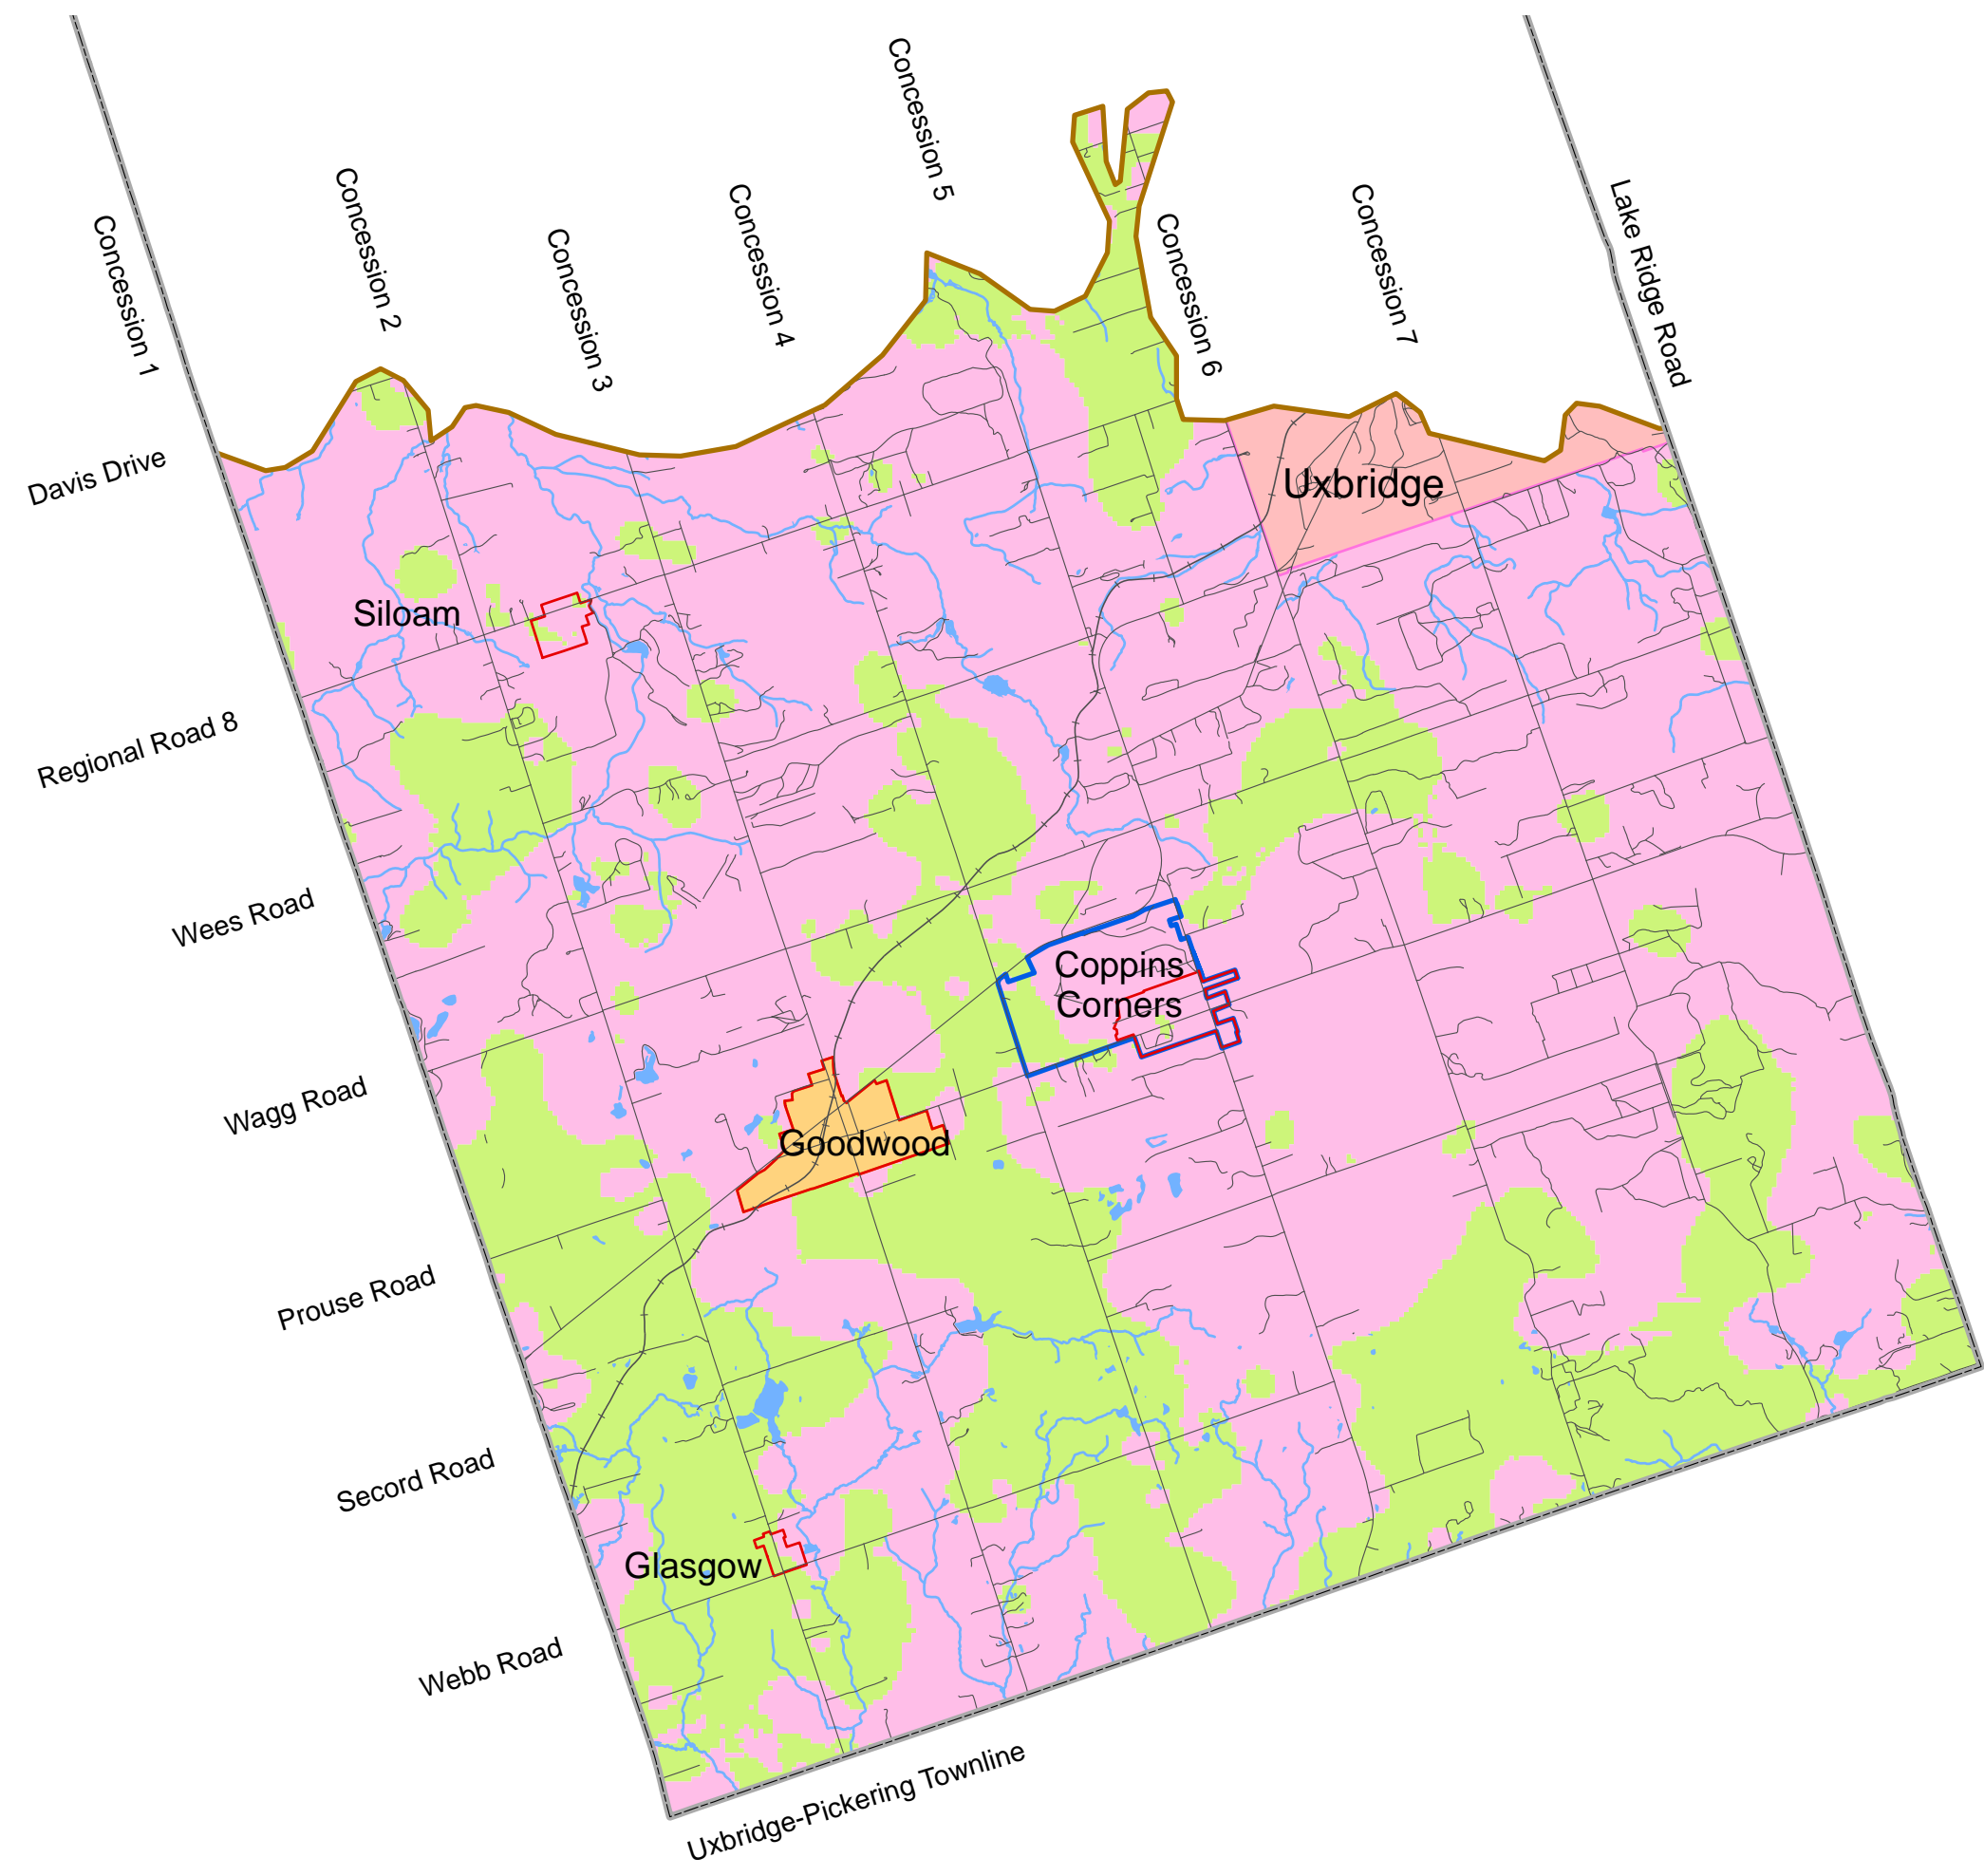 Concession 5
Concession 2
Concession 4
Concession 7
Lake Ridge Road
Concession 1
Concession 3
Concession 6
Davis Drive
Uxbridge
Siloam
Regional Road 8
Wees Road
Coppins
Corners
Wagg Road
Goodwood
Prouse Road
Secord Road
Glasgow
Webb Road
Uxbridge-Pickering Townline